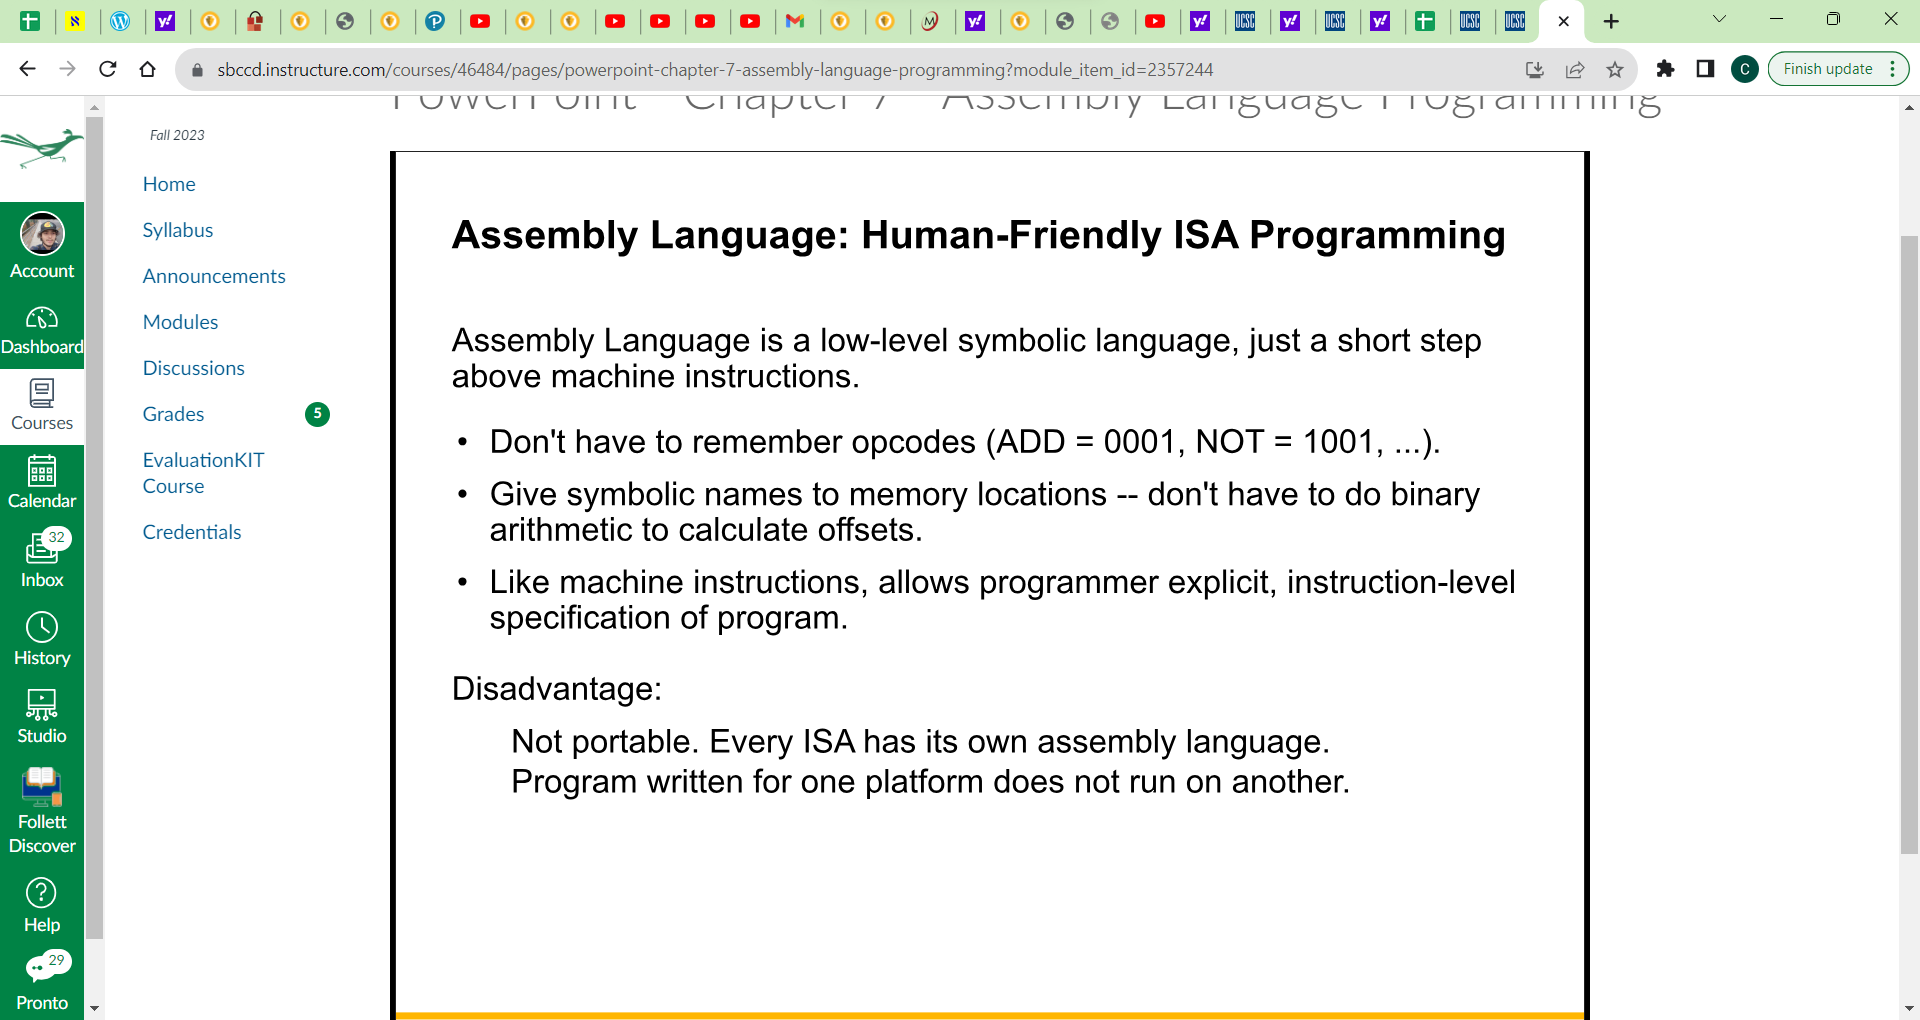 sbccd.instructure.com/courses/46484/pages/powerpoint-chapter-7-assembly-language-programming?module_item_id=2357244
C
Finish update
PowerPoint - Chapter 7 - Assembly Language Programming
Fall 2023
Home
Syllabus
Announcements
Modules
Discussions
Grades
5
EvaluationKIT
Course
Credentials
Account
Dashboard
Courses
Calendar
32
Inbox
History
Studio
Follett
Discover
Help
29
Pronto
Assembly Language: Human-Friendly ISA Programming
Assembly Language is a low-level symbolic language, just a short step
above machine instructions.
• Don't have to remember opcodes (ADD = 0001, NOT = 1001, ...).
• Give symbolic names to memory locations -- don't have to do binary
arithmetic to calculate offsets.
• Like machine instructions, allows programmer explicit, instruction-level
specification of program.
Disadvantage:
Not portable. Every ISA has its own assembly language.
Program written for one platform does not run on another.